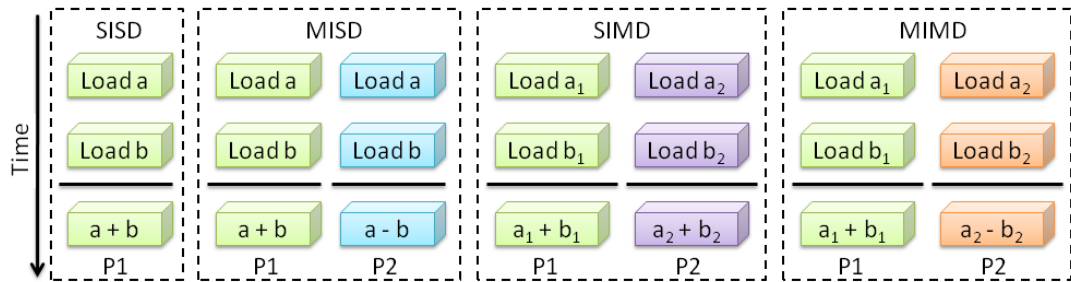 SISD MISD SIMD MIMD
Load a Load a Load a Load a₁ Load a₂ Load a₁ Load a₂
Time
Load b Load b Load b Load b₁ Load b₂ Load b₁ Load b₂
a + b a + b a - b a₁ + b₁ a₂ + b₂ a₁ + b₁ a₂ - b₂
P1 P1 P2 P1 P2 P1 P2